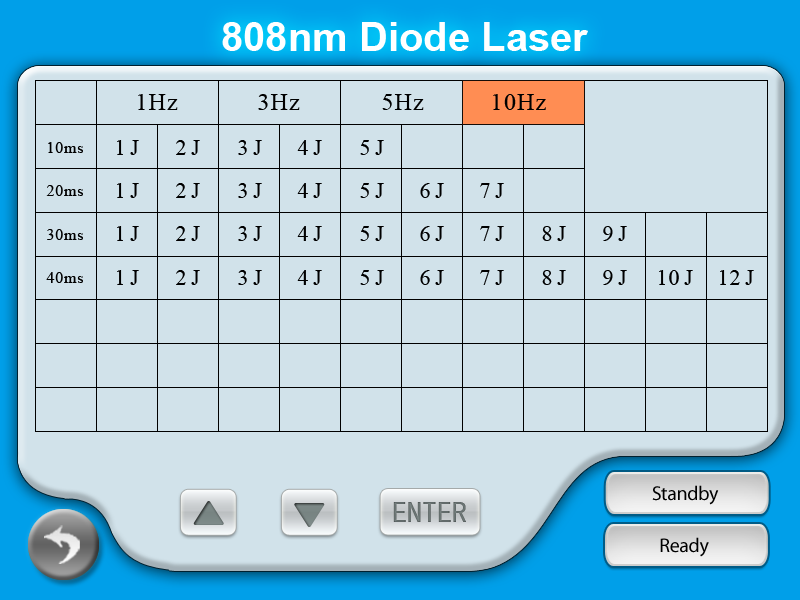 808nm Diode Laser
1Hz 3Hz 5Hz 10Hz
10ms 1 J 2 J 3 J 4 J 5 J
20ms 1 J 2 J 3 J 4 J 5 J 6 J 7 J
30ms 1 J 2 J 3 J 4 J 5 J 6 J 7 J 8 J 9 J
40ms 1 J 2 J 3 J 4 J 5 J 6 J 7 J 8 J 9 J 10 J 12 J
ENTER
Standby
Ready